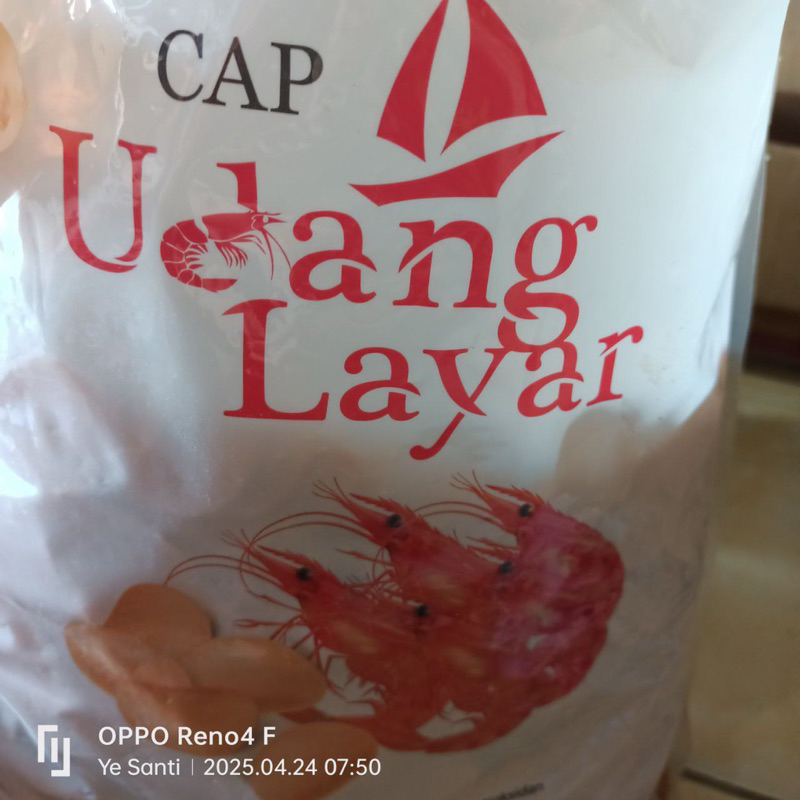 CAP
Udang
Layar
OPPO Reno4 F
Ye Santi | 2025.04.24 07:50